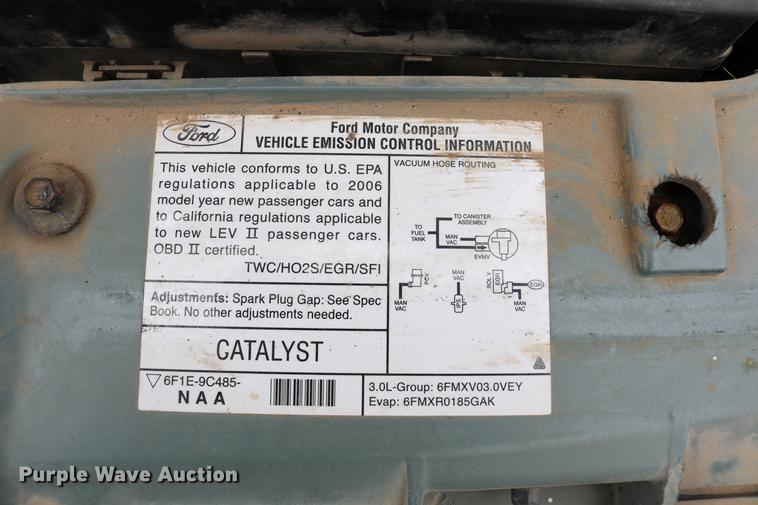 Ford
Ford Motor Company
VEHICLE EMISSION CONTROL INFORMATION
This vehicle conforms to U.S. EPA
regulations applicable to 2006
model year new passenger cars and
to California regulations applicable
to new LEV II passenger cars.
OBD II certified.
TWC/HO2S/EGR/SFI
Adjustments: Spark Plug Gap: See Spec
Book. No other adjustments needed.
CATALYST
6F1E-9C485-
NAA
VACUUM HOSE ROUTING
TO CANISTER
ASSEMBLY
TO
FUEL
TANK
MAN
VAC
EVMV
PCV
MAN
VAC
MAN
VAC
IPS
SOL V
EGR
EGR
MAN
VAC
3.0L-Group: 6FMXV03.0VEY
Evap: 6FMXR0185GAK
Purple Wave Auction